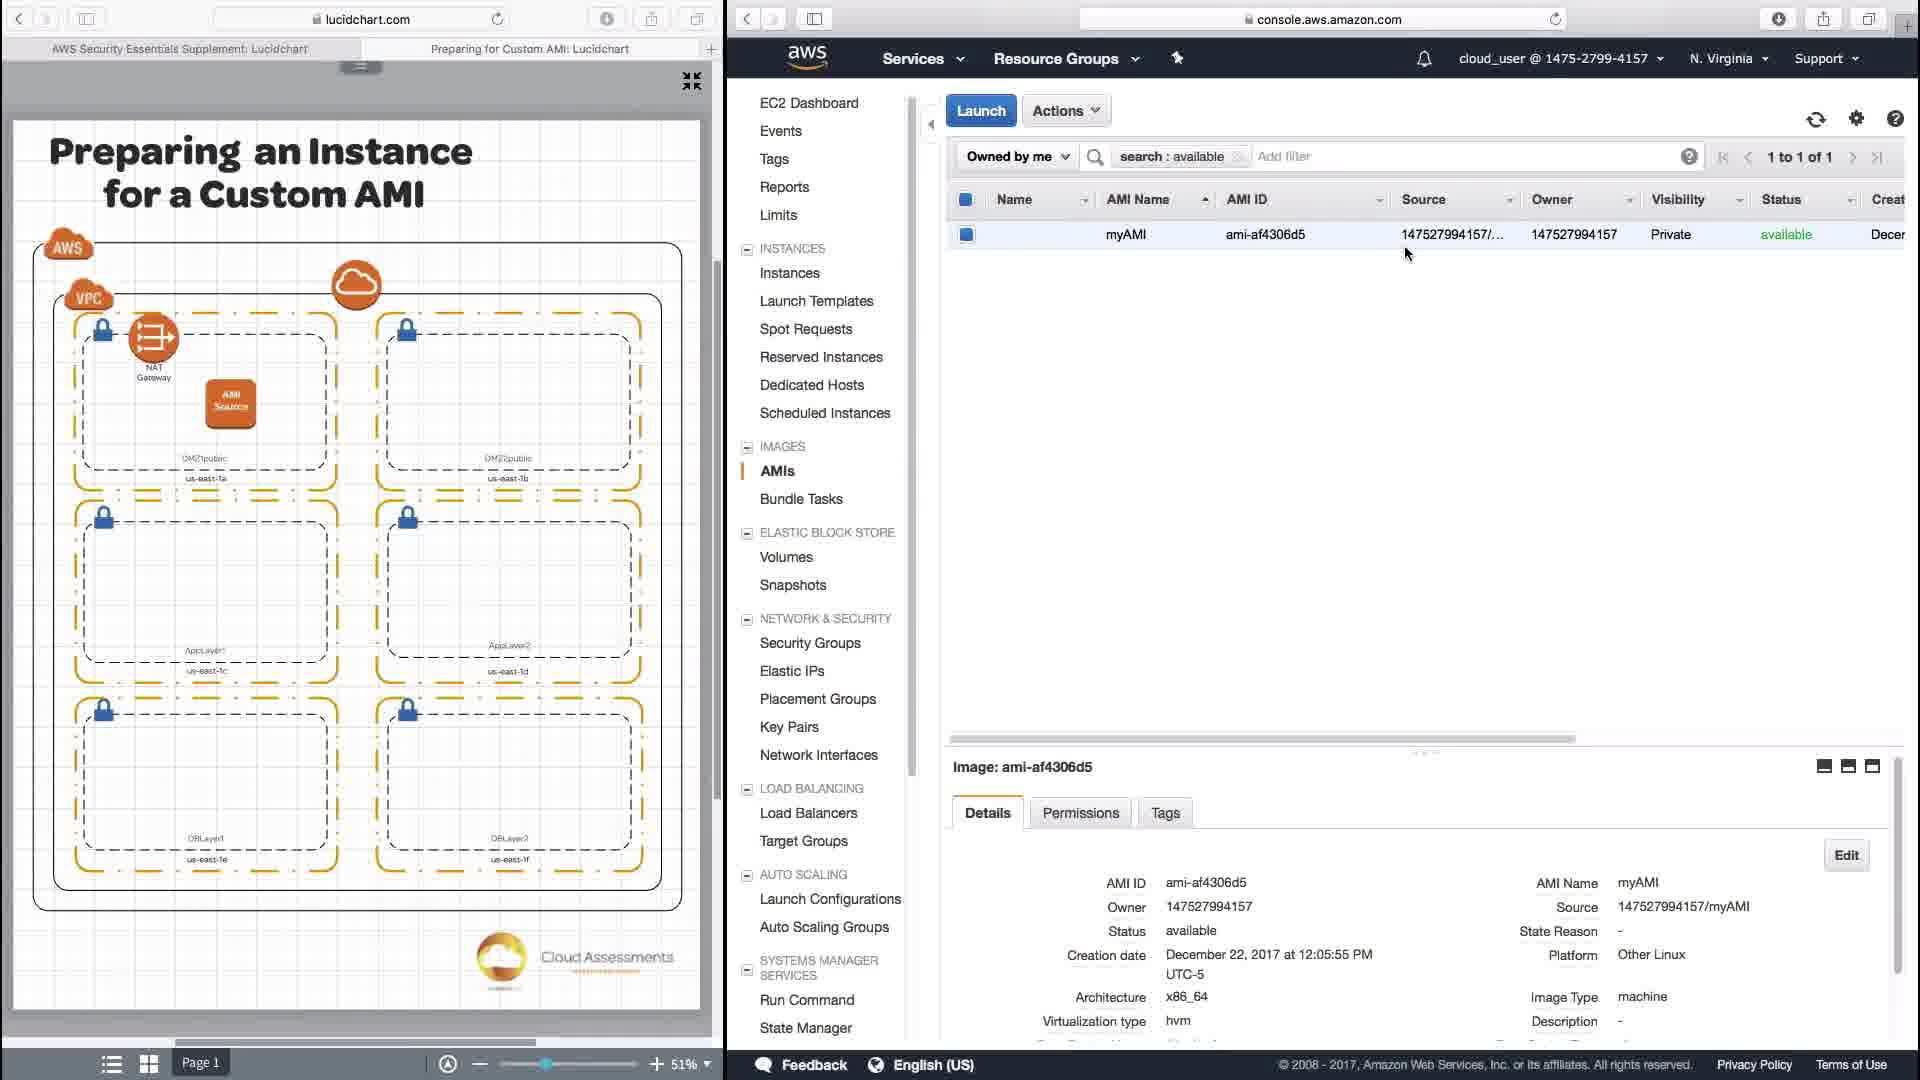 lucidchart.com
AWS Security Essentials Supplement: Lucidchart
Preparing for Custom AMI: Lucidchart
Preparing an Instance
for a Custom AMI
AWS
VPC
NAT
Gateway
AMI
Source
DMZ1public
us-east-1a
DMZ2public
us-east-1b
AppLayer1
us-east-1c
AppLayer2
us-east-1d
DBLayer1
us-east-1e
DBLayer2
us-east-1f
Cloud Assessments
Page 1
51%
console.aws.amazon.com
aws
Services
Resource Groups
cloud_user @ 1475-2799-4157
N. Virginia
Support
EC2 Dashboard
Events
Tags
Reports
Limits
INSTANCES
Instances
Launch Templates
Spot Requests
Reserved Instances
Dedicated Hosts
Scheduled Instances
IMAGES
AMIs
Bundle Tasks
ELASTIC BLOCK STORE
Volumes
Snapshots
NETWORK & SECURITY
Security Groups
Elastic IPs
Placement Groups
Key Pairs
Network Interfaces
LOAD BALANCING
Load Balancers
Target Groups
AUTO SCALING
Launch Configurations
Auto Scaling Groups
SYSTEMS MANAGER
SERVICES
Run Command
State Manager
Launch
Actions
Owned by me
search : available
Add filter
1 to 1 of 1
Name AMI Name AMI ID Source Owner Visibility Status Creat
myAMI ami-af4306d5 147527994157/... 147527994157 Private available Decer
Image: ami-af4306d5
Details
Permissions
Tags
Edit
AMI ID ami-af4306d5
Owner 147527994157
Status available
Creation date December 22, 2017 at 12:05:55 PM
UTC-5
Architecture x86_64
Virtualization type hvm
AMI Name myAMI
Source 147527994157/myAMI
State Reason -
Platform Other Linux
Image Type machine
Description -
Feedback
English (US)
© 2008 - 2017, Amazon Web Services, Inc. or its affiliates. All rights reserved.
Privacy Policy
Terms of Use